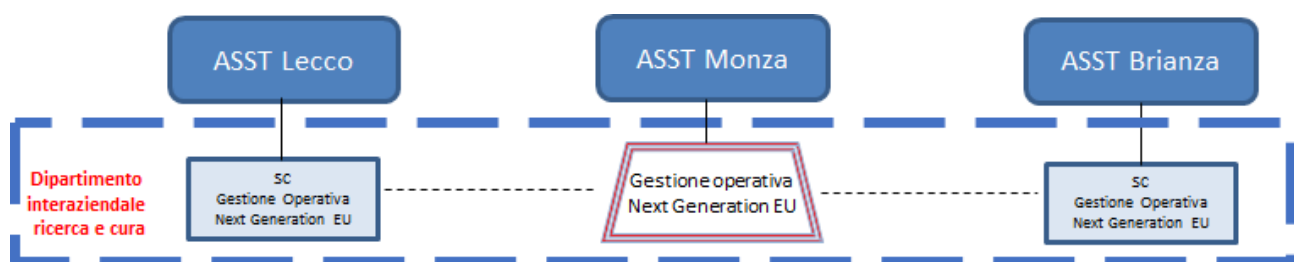 ASST Lecco
ASST Monza
ASST Brianza
Dipartimento
interaziendale
ricerca e cura
SC
Gestione Operativa
Next Generation EU
Gestione operativa
Next Generation EU
SC
Gestione Operativa
Next Generation EU